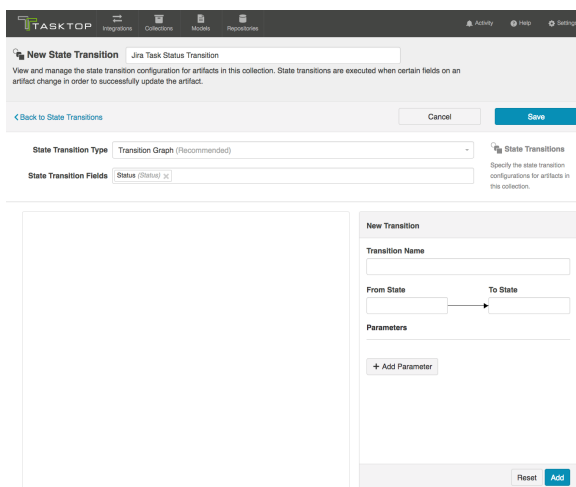 TASKTOP
Integrations
Collections
Models
Repositories
Activity
Help
Settings
New State Transition
Jira Task Status Transition
View and manage the state transition configuration for artifacts in this collection. State transitions are executed when certain fields on an
artifact change in order to successfully update the artifact.
Back to State Transitions
Cancel
Save
State Transition Type
Transition Graph (Recommended)
State Transition Fields
Status (Status)
State Transitions
Specify the state transition
configurations for artifacts in
this collection.
New Transition
Transition Name
From State
To State
Parameters
+ Add Parameter
Reset
Add